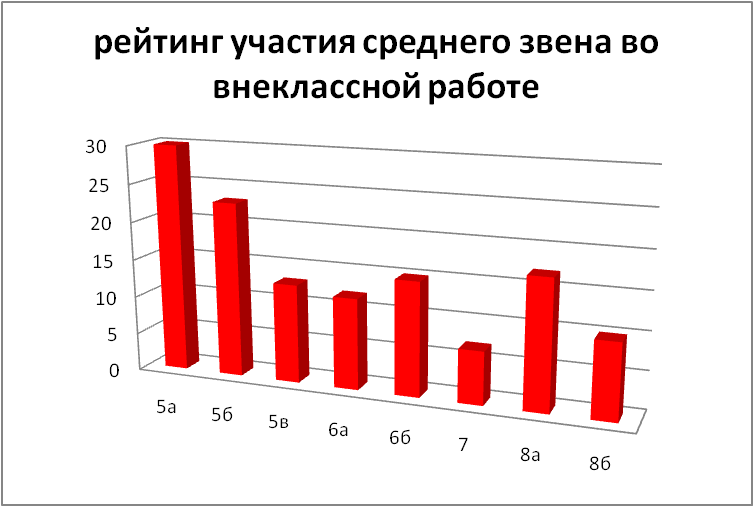 рейтинг участия среднего звена во
внеклассной работе
30
25
20
15
10
5
0
5а
5б
5в
6а
6б
7
8а
8б